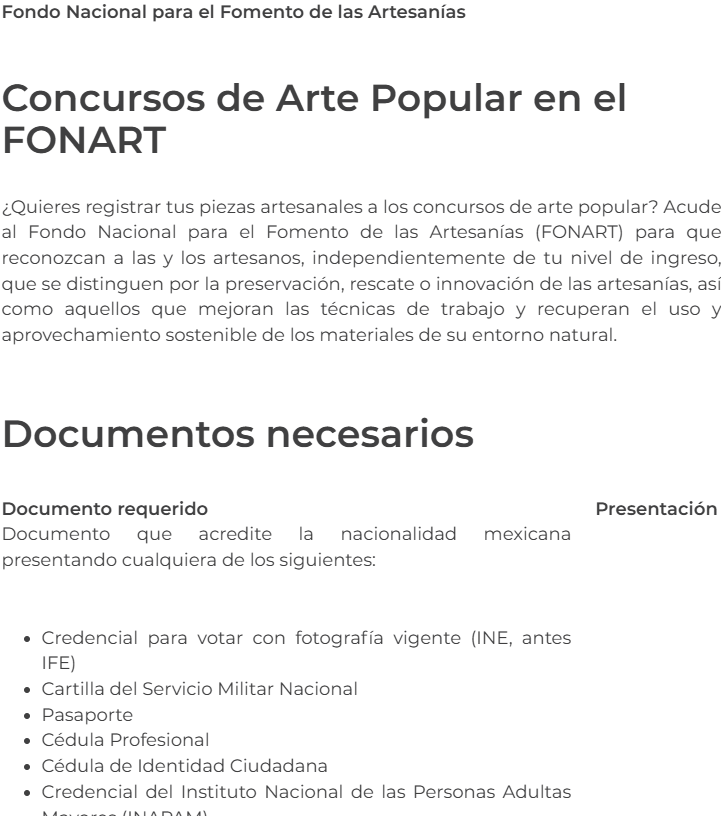 Fondo Nacional para el Fomento de las Artesanías
Concursos de Arte Popular en el
FONART
¿Quieres registrar tus piezas artesanales a los concursos de arte popular? Acude
al Fondo Nacional para el Fomento de las Artesanías (FONART) para que
reconozcan a las y los artesanos, independientemente de tu nivel de ingreso,
que se distinguen por la preservación, rescate o innovación de las artesanías, así
como aquellos que mejoran las técnicas de trabajo y recuperan el uso y
aprovechamiento sostenible de los materiales de su entorno natural.
Documentos necesarios
Documento requerido Presentación
Documento que acredite la nacionalidad mexicana
presentando cualquiera de los siguientes:
• Credencial para votar con fotografía vigente (INE, antes
IFE)
• Cartilla del Servicio Militar Nacional
• Pasaporte
• Cédula Profesional
• Cédula de Identidad Ciudadana
• Credencial del Instituto Nacional de las Personas Adultas
Mayores (INAPAM)